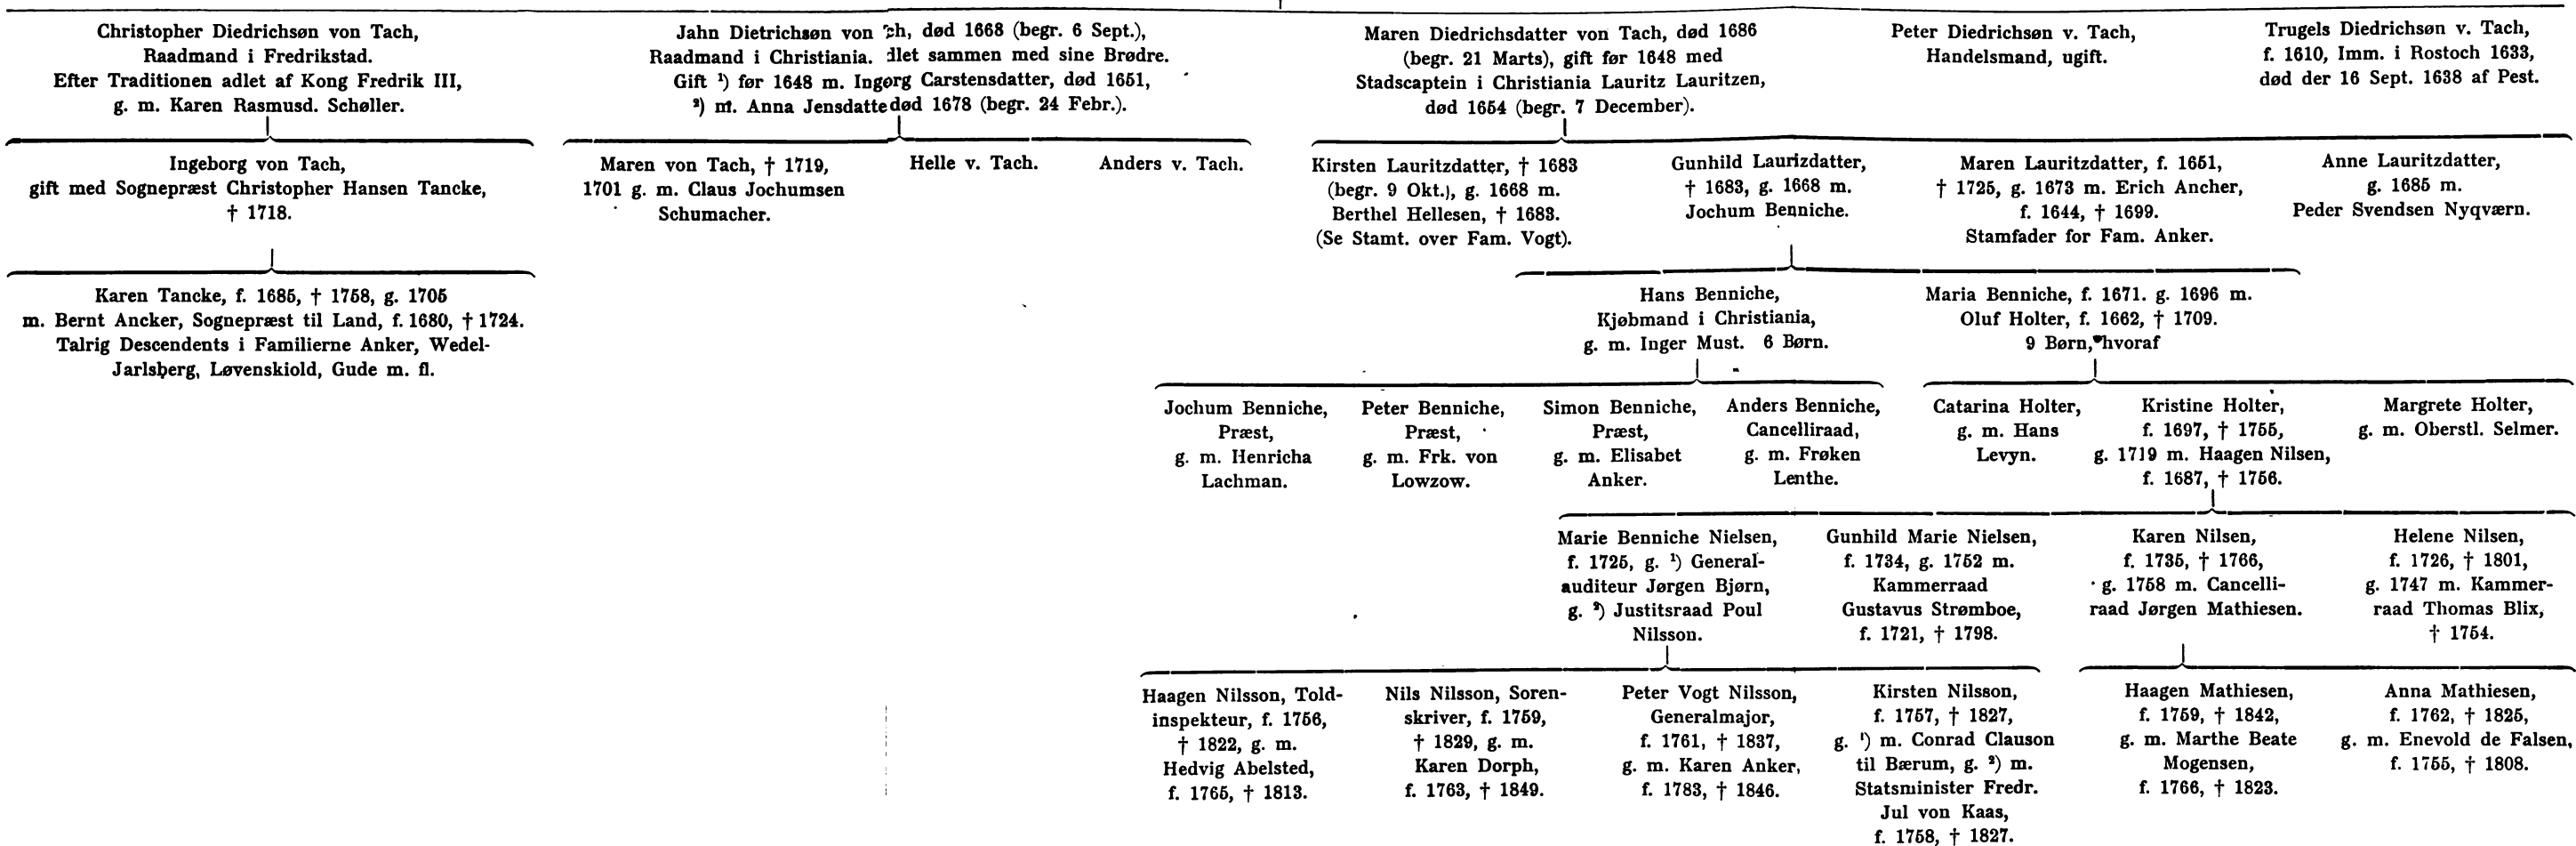 Christopher Diedrichsøn von Tach,
Raadmand i Fredrikstad.
Efter Traditionen adlet af Kong Fredrik III,
g. m. Karen Rasmusd. Schøller.
Jahn Dietrichsøn von ch, død 1668 (begr. 6 Sept.),
Raadmand i Christiania. dlet sammen med sine Brødre.
Gift ¹) før 1648 m. Ingørg Carstensdatter, død 1651,
²) m. Anna Jensdatte død 1678 (begr. 24 Febr.).
Maren Diedrichsdatter von Tach, død 1686
(begr. 21 Marts), gift før 1648 med
Stadscaptein i Christiania Lauritz Lauritzen,
død 1654 (begr. 7 December).
Peter Diedrichsøn v. Tach,
Handelsmand, ugift.
Trugels Diedrichsøn v. Tach,
f. 1610, Imm. i Rostoch 1633,
død der 16 Sept. 1638 af Pest.
Ingeborg von Tach,
gift med Sognepræst Christopher Hansen Tancke,
† 1718.
Maren von Tach, † 1719,
1701 g. m. Claus Jochumsen
Schumacher.
Helle v. Tach.
Anders v. Tach.
Kirsten Lauritzdatter, † 1683
(begr. 9 Okt.), g. 1668 m.
Berthel Hellesen, † 1683.
(Se Stamt. over Fam. Vogt).
Gunhild Lauritzdatter,
† 1683, g. 1668 m.
Jochum Benniche.
Maren Lauritzdatter, f. 1651,
† 1725, g. 1673 m. Erich Ancher,
f. 1644, † 1699.
Stamfader for Fam. Anker.
Anne Lauritzdatter,
g. 1685 m.
Peder Svendsen Nyqværn.
Karen Tancke, f. 1685, † 1758, g. 1705
m. Bernt Ancker, Sognepræst til Land, f. 1680, † 1724.
Talrig Descendents i Familierne Anker, Wedel-
Jarlsberg, Løvenskiold, Gude m. fl.
Hans Benniche,
Kjøbmand i Christiania,
g. m. Inger Must. 6 Børn.
Maria Benniche, f. 1671. g. 1696 m.
Oluf Holter, f. 1662, † 1709.
9 Børn, hvoraf
Jochum Benniche,
Præst,
g. m. Henricha
Lachman.
Peter Benniche,
Præst,
g. m. Frk. von
Lowzow.
Simon Benniche,
Præst,
g. m. Elisabet
Anker.
Anders Benniche,
Cancelliraad,
g. m. Frøken
Lenthe.
Catarina Holter,
g. m. Hans
Levyn.
Kristine Holter,
f. 1697, † 1755,
g. 1719 m. Haagen Nilsen,
f. 1687, † 1756.
Margrete Holter,
g. m. Oberstl. Selmer.
Marie Benniche Nielsen,
f. 1725, g. ¹) General-
auditeur Jørgen Bjørn,
g. ²) Justitsraad Poul
Nilsson.
Gunhild Marie Nielsen,
f. 1734, g. 1752 m.
Kammerraad
Gustavus Strømboe,
f. 1721, † 1798.
Karen Nilsen,
f. 1735, † 1766,
g. 1758 m. Cancelli-
raad Jørgen Mathiesen.
Helene Nilsen,
f. 1726, † 1801,
g. 1747 m. Kammer-
raad Thomas Blix,
† 1754.
Haagen Nilsson, Told-
inspekteur, f. 1756,
† 1822, g. m.
Hedvig Abelsted,
f. 1765, † 1813.
Nils Nilsson, Soren-
skriver, f. 1759,
† 1829, g. m.
Karen Dorph,
f. 1763, † 1849.
Peter Vogt Nilsson,
Generalmajor,
f. 1761, † 1837,
g. m. Karen Anker,
f. 1783, † 1846.
Kirsten Nilsson,
f. 1757, † 1827,
g. ¹) m. Conrad Clauson
til Bærum, g. ²) m.
Statsminister Fredr.
Jul von Kaas,
f. 1758, † 1827.
Haagen Mathiesen,
f. 1759, † 1842,
g. m. Marthe Beate
Mogensen,
f. 1766, † 1823.
Anna Mathiesen,
f. 1762, † 1825,
g. m. Enevold de Falsen,
f. 1755, † 1808.